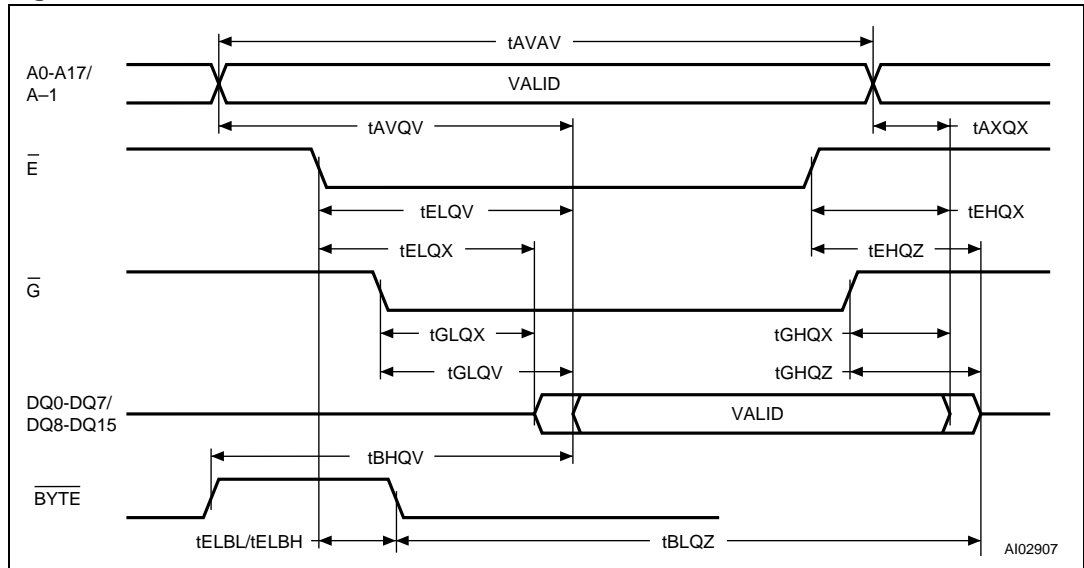 tAVAV
A0-A17/
A–1
VALID
tAVQV
tAXQX
E
tELQV
tEHQX
tELQX
tEHQZ
G
tGLQX
tGHQX
tGLQV
tGHQZ
DQ0-DQ7/
DQ8-DQ15
VALID
tBHQV
BYTE
tELBL/tELBH
tBLQZ
AI02907